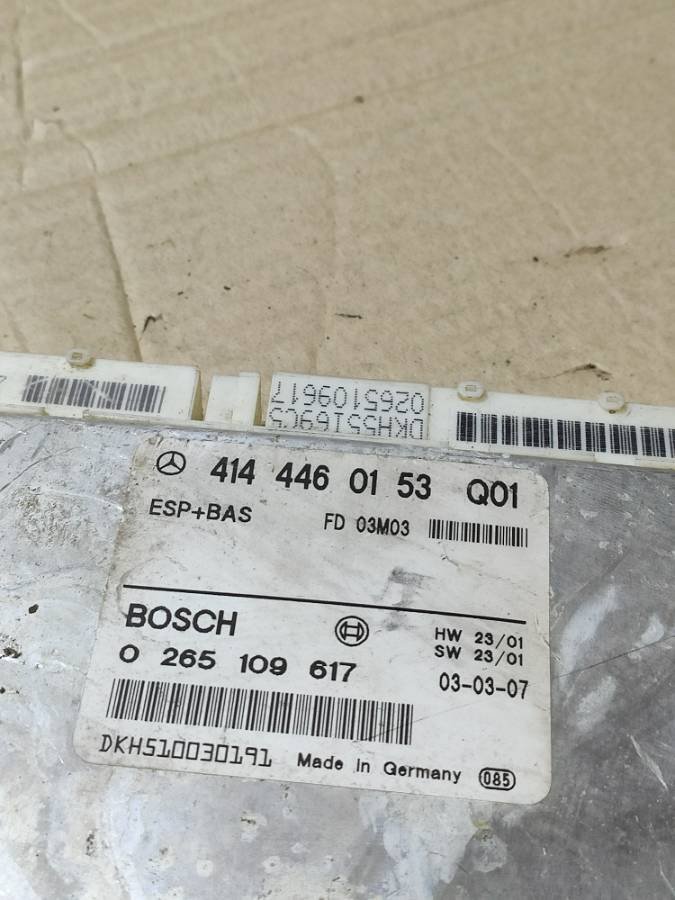 DKH55169C5
0265109617
414 446 01 53 Q01
ESP+BAS FD 03M03
BOSCH
HW 23/01
SW 23/01
0 265 109 617
03-03-07
DKH510030191 Made in Germany 085